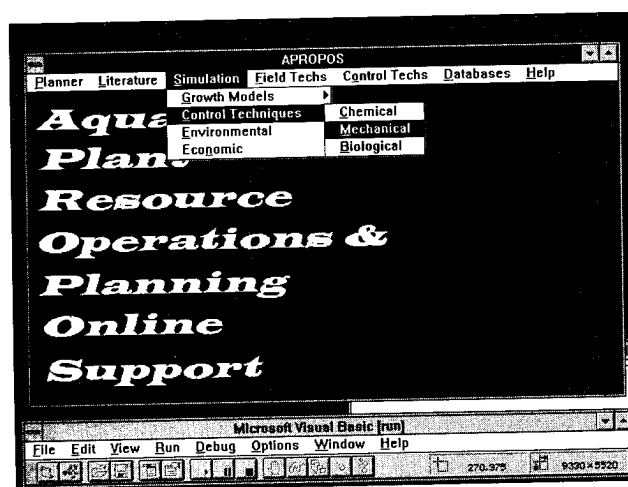 APROPOS
Planner Literature Simulation Field Techs Control Techs Databases Help
Growth Models
Control Techniques
Environmental
Economic
Chemical
Mechanical
Biological
Aqua
Plant
Resource
Operations &
Planning
Online
Support
Microsoft Visual Basic [run]
File Edit View Run Debug Options Window Help
270,975 9330×5520